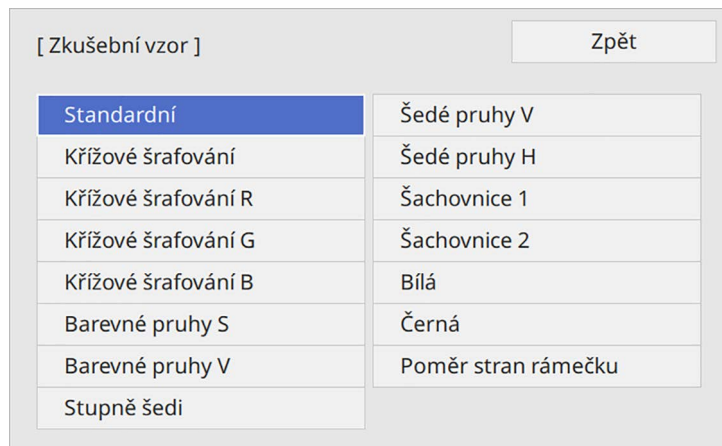 [ Zkušební vzor ]
Zpět
Standardní
Křížové šrafování
Křížové šrafování R
Křížové šrafování G
Křížové šrafování B
Barevné pruhy S
Barevné pruhy V
Stupně šedi
Šedé pruhy V
Šedé pruhy H
Šachovnice 1
Šachovnice 2
Bílá
Černá
Poměr stran rámečku